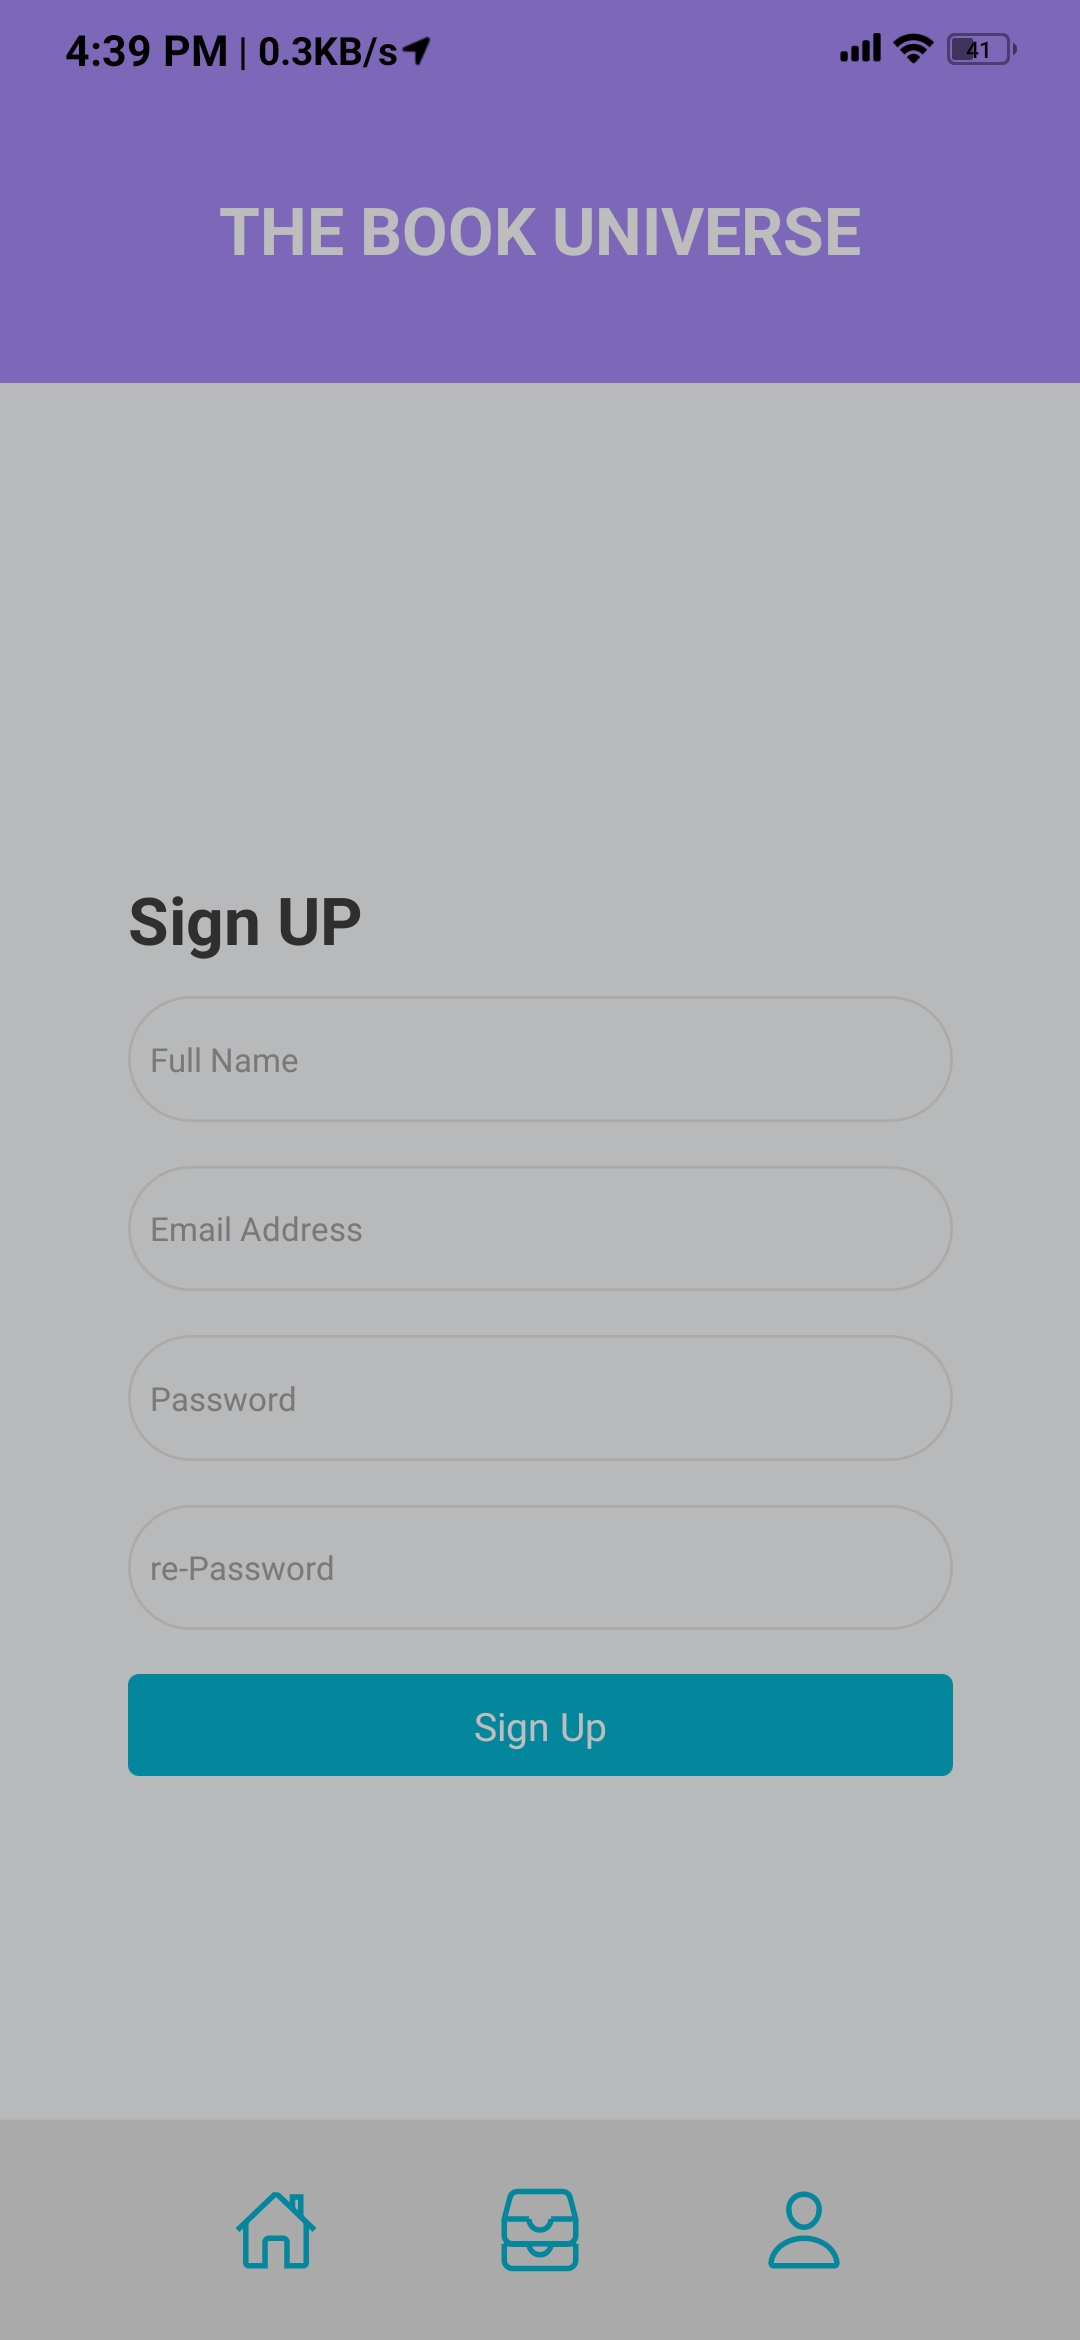 4:39 PM | 0.3KB/s
41
THE BOOK UNIVERSE
Sign UP
Full Name
Email Address
Password
re-Password
Sign Up